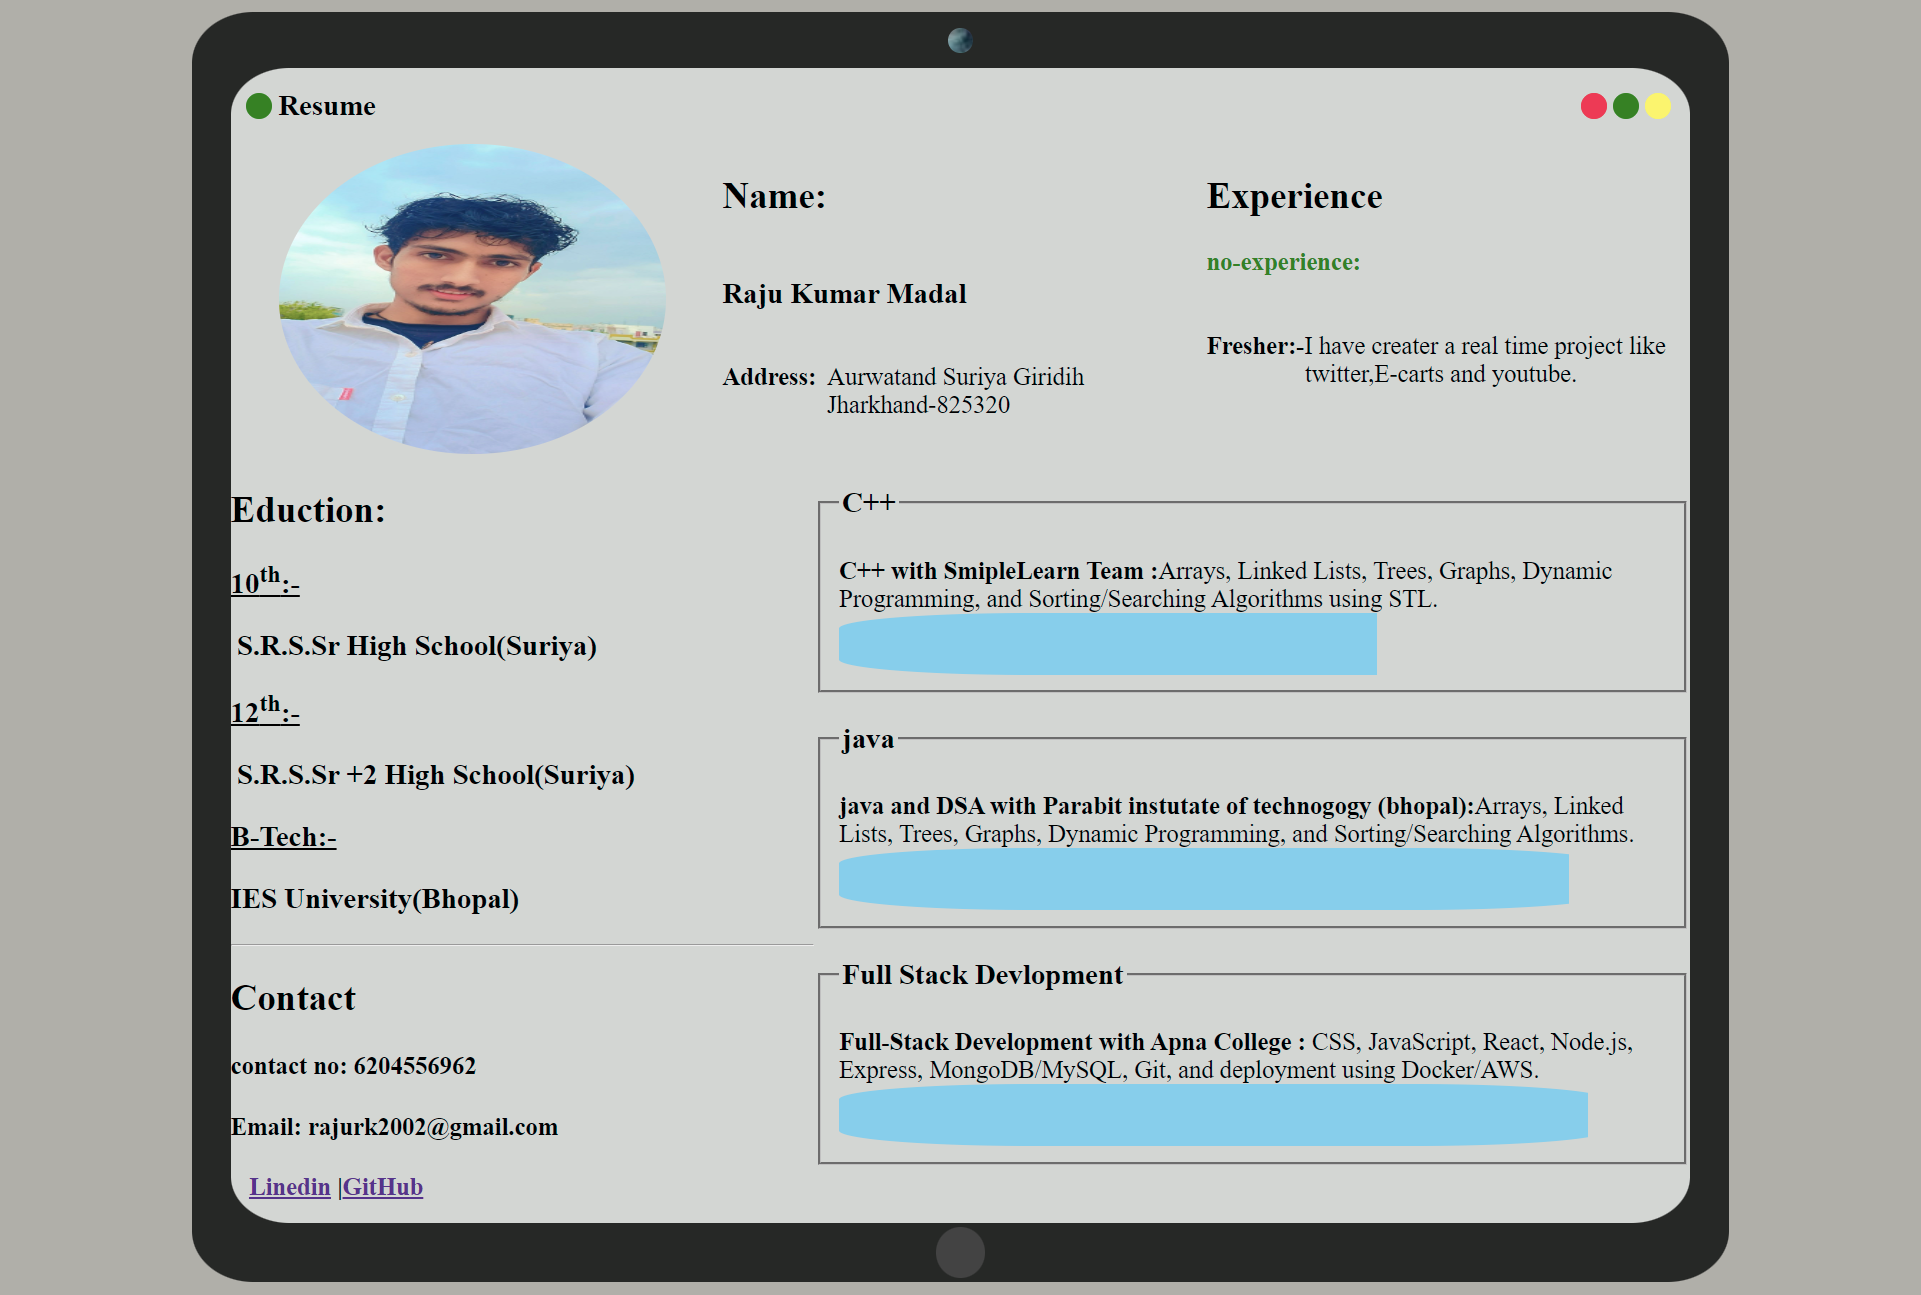 Resume
Name:
Raju Kumar Madal
Address: Aurwatand Suriya Giridih
Jharkhand-825320
Experience
no-experience:
Fresher:-I have creater a real time project like
twitter,E-carts and youtube.
Eduction:
10th:-
S.R.S.Sr High School(Suriya)
12th:-
S.R.S.Sr +2 High School(Suriya)
B-Tech:-
IES University(Bhopal)
Contact
contact no: 6204556962
Email: rajurk2002@gmail.com
Linedin |GitHub
C++
C++ with SmipleLearn Team :Arrays, Linked Lists, Trees, Graphs, Dynamic
Programming, and Sorting/Searching Algorithms using STL.
java
java and DSA with Parabit instutate of technogogy (bhopal):Arrays, Linked
Lists, Trees, Graphs, Dynamic Programming, and Sorting/Searching Algorithms.
Full Stack Devlopment
Full-Stack Development with Apna College : CSS, JavaScript, React, Node.js,
Express, MongoDB/MySQL, Git, and deployment using Docker/AWS.